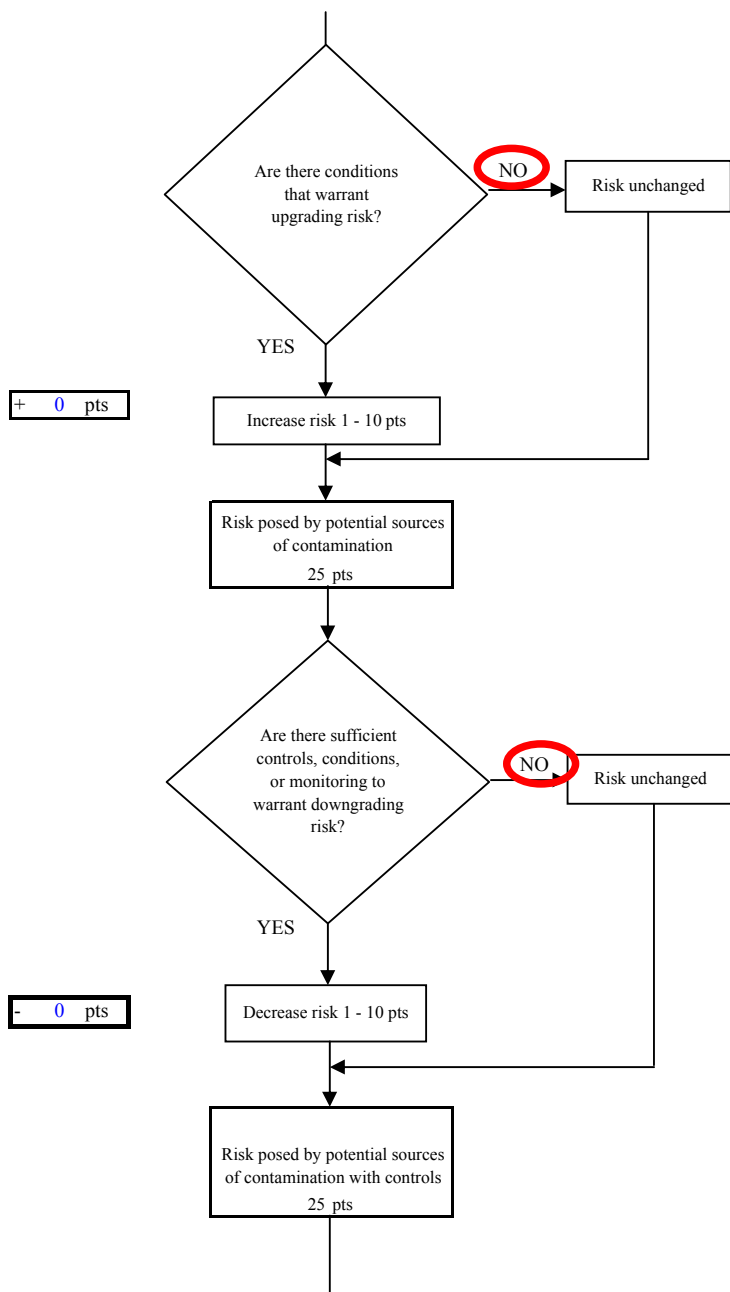 Are there conditions
that warrant
upgrading risk?
NO
Risk unchanged
YES
+ 0 pts
Increase risk 1 - 10 pts
Risk posed by potential sources
of contamination
25 pts
Are there sufficient
controls, conditions,
or monitoring to
warrant downgrading
risk?
NO
Risk unchanged
YES
- 0 pts
Decrease risk 1 - 10 pts
Risk posed by potential sources
of contamination with controls
25 pts